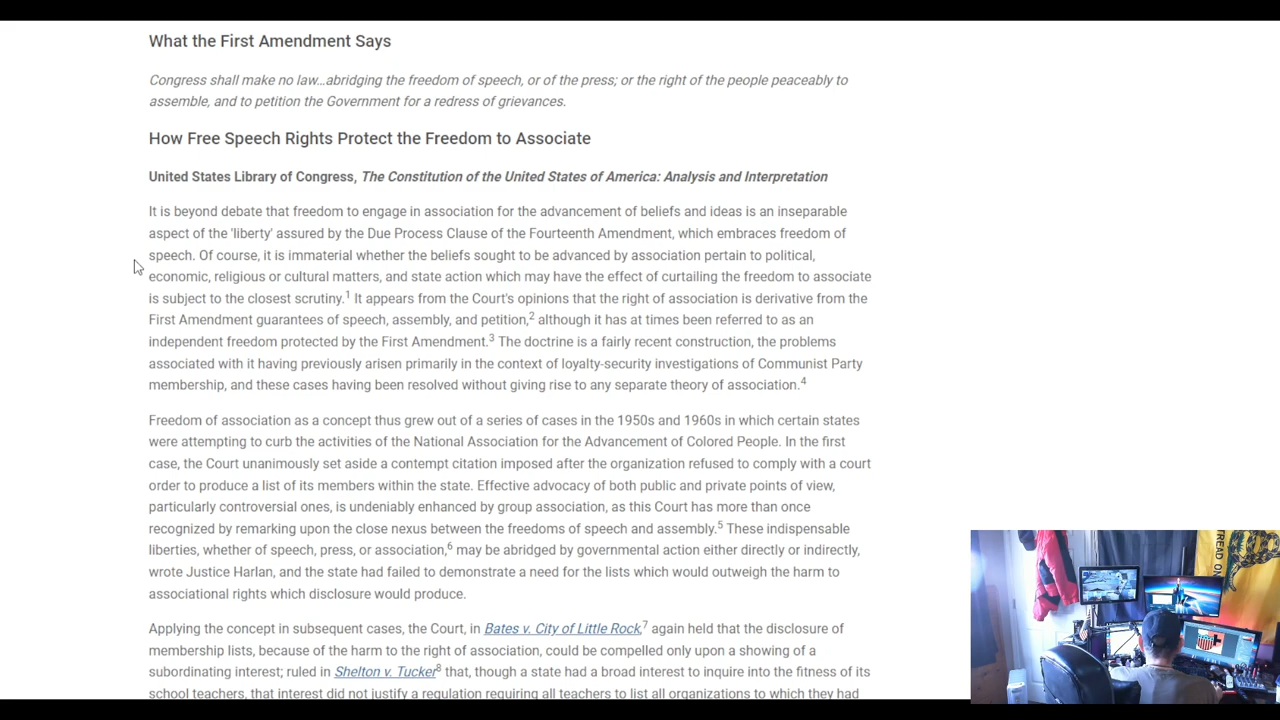 What the First Amendment Says
Congress shall make no law…abridging the freedom of speech, or of the press; or the right of the people peaceably to
assemble, and to petition the Government for a redress of grievances.
How Free Speech Rights Protect the Freedom to Associate
United States Library of Congress, The Constitution of the United States of America: Analysis and Interpretation
It is beyond debate that freedom to engage in association for the advancement of beliefs and ideas is an inseparable
aspect of the 'liberty' assured by the Due Process Clause of the Fourteenth Amendment, which embraces freedom of
speech. Of course, it is immaterial whether the beliefs sought to be advanced by association pertain to political,
economic, religious or cultural matters, and state action which may have the effect of curtailing the freedom to associate
is subject to the closest scrutiny.1 It appears from the Court's opinions that the right of association is derivative from the
First Amendment guarantees of speech, assembly, and petition,2 although it has at times been referred to as an
independent freedom protected by the First Amendment.3 The doctrine is a fairly recent construction, the problems
associated with it having previously arisen primarily in the context of loyalty-security investigations of Communist Party
membership, and these cases having been resolved without giving rise to any separate theory of association.4
Freedom of association as a concept thus grew out of a series of cases in the 1950s and 1960s in which certain states
were attempting to curb the activities of the National Association for the Advancement of Colored People. In the first
case, the Court unanimously set aside a contempt citation imposed after the organization refused to comply with a court
order to produce a list of its members within the state. Effective advocacy of both public and private points of view,
particularly controversial ones, is undeniably enhanced by group association, as this Court has more than once
recognized by remarking upon the close nexus between the freedoms of speech and assembly.5 These indispensable
liberties, whether of speech, press, or association,6 may be abridged by governmental action either directly or indirectly,
wrote Justice Harlan, and the state had failed to demonstrate a need for the lists which would outweigh the harm to
associational rights which disclosure would produce.
Applying the concept in subsequent cases, the Court, in Bates v. City of Little Rock,7 again held that the disclosure of
membership lists, because of the harm to the right of association, could be compelled only upon a showing of a
subordinating interest; ruled in Shelton v. Tucker8 that, though a state had a broad interest to inquire into the fitness of its
school teachers, that interest did not justify a regulation requiring all teachers to list all organizations to which they had
TREAD ON